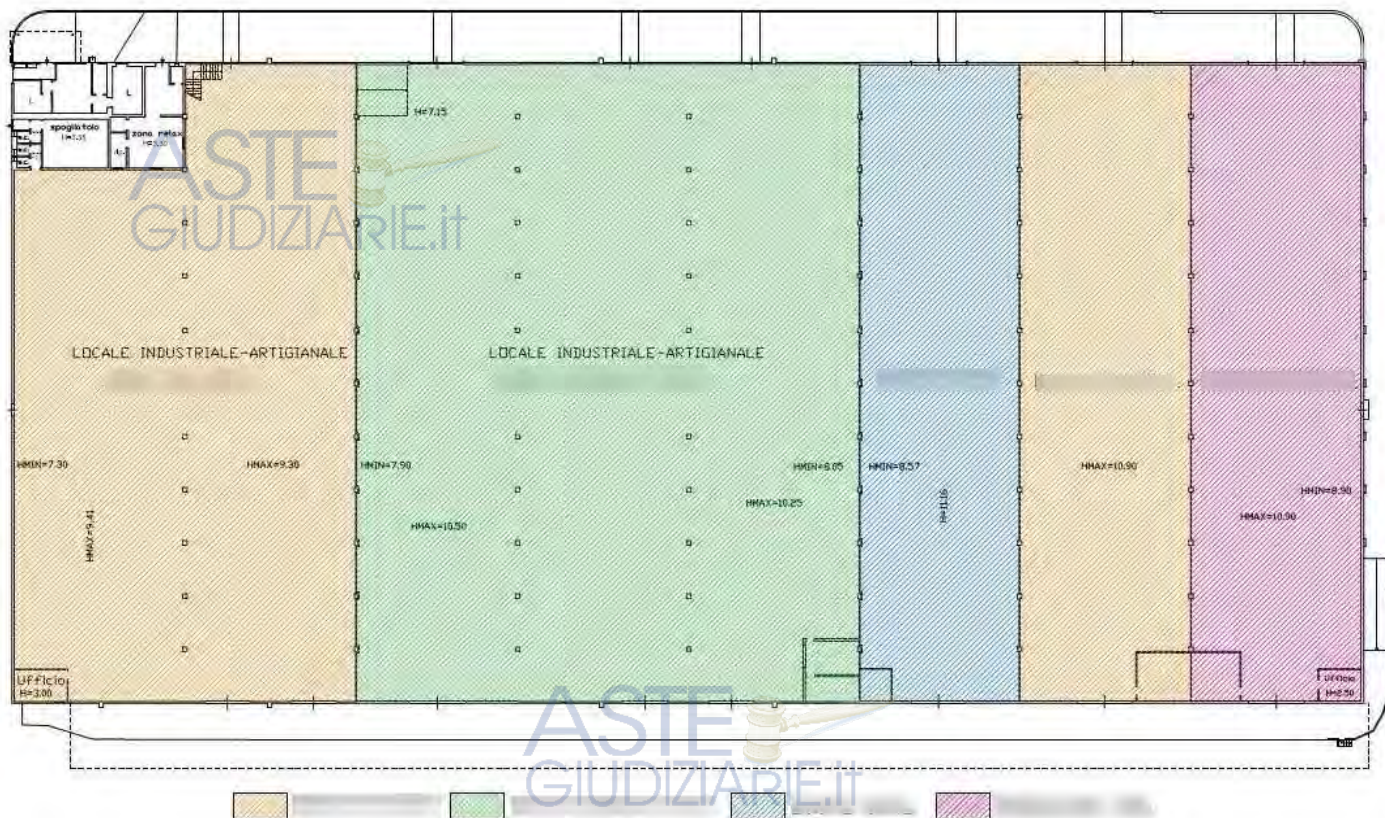 H=7.15
spogliatoio
zona relax
ASTE
GIUDIZIARIE.it
LOCALE INDUSTRIALE-ARTIGIANALE
LOCALE INDUSTRIALE-ARTIGIANALE
HMIN=7.30
HMAX=9.30
HMIN=7.90
HMIN=8.05
HMIN=8.57
HMAX=10.90
HMIN=8.90
HMAX=9.41
HMAX=10.50
HMAX=10.25
H=11.16
HMAX=10.90
Ufficio
H=3.00
Ufficio
H=2.50
ASTE
GIUDIZIARIE.it